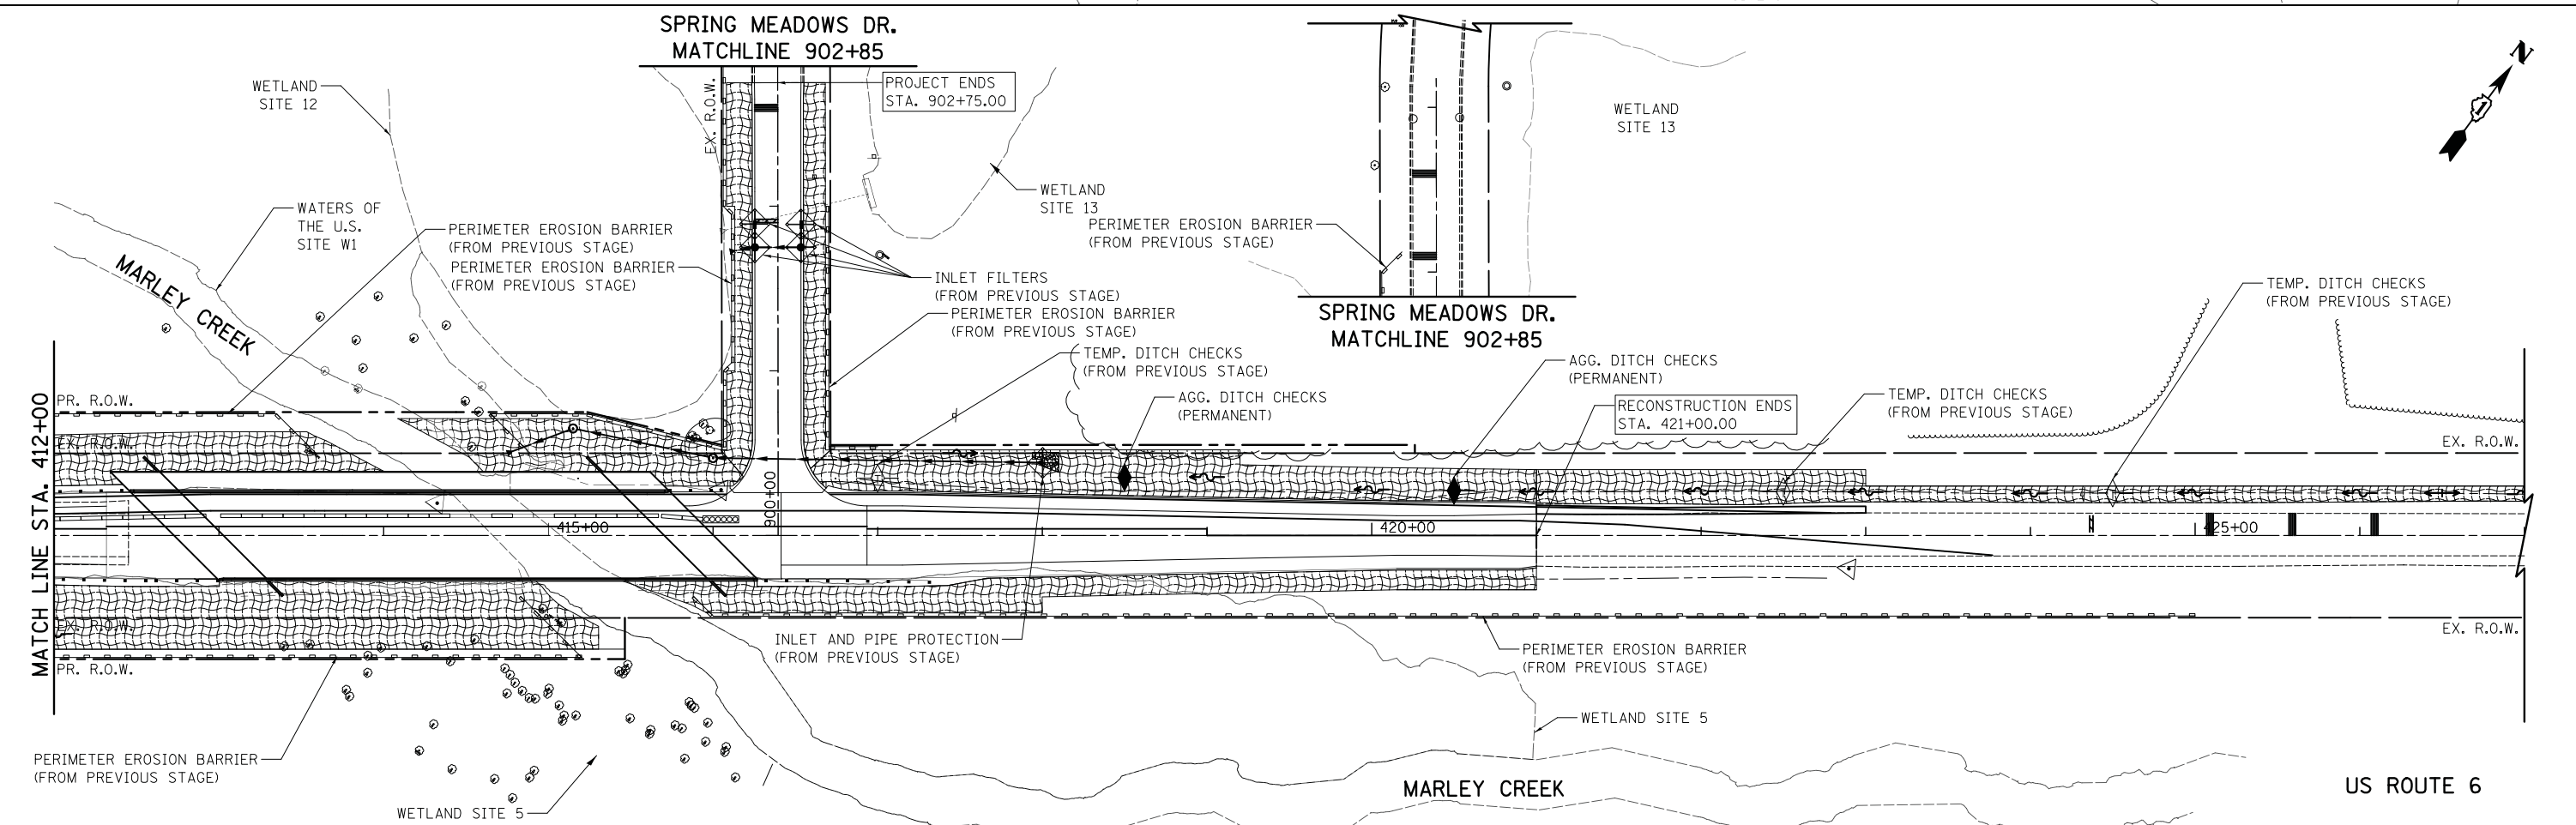 SPRING MEADOWS DR.
MATCHLINE 902+85
EX. R.O.W.
PROJECT ENDS
STA. 902+75.00
WETLAND
SITE 12
WETLAND
SITE 13
WETLAND
SITE 13
N
1
WATERS OF
THE U.S.
SITE W1
MARLEY CREEK
PERIMETER EROSION BARRIER
(FROM PREVIOUS STAGE)
PERIMETER EROSION BARRIER
(FROM PREVIOUS STAGE)
INLET FILTERS
(FROM PREVIOUS STAGE)
PERIMETER EROSION BARRIER
(FROM PREVIOUS STAGE)
TEMP. DITCH CHECKS
(FROM PREVIOUS STAGE)
AGG. DITCH CHECKS
(PERMANENT)
PERIMETER EROSION BARRIER
(FROM PREVIOUS STAGE)
SPRING MEADOWS DR.
MATCHLINE 902+85
AGG. DITCH CHECKS
(PERMANENT)
RECONSTRUCTION ENDS
STA. 421+00.00
TEMP. DITCH CHECKS
(FROM PREVIOUS STAGE)
TEMP. DITCH CHECKS
(FROM PREVIOUS STAGE)
MATCH LINE STA. 412+00
PR. R.O.W.
EX. R.O.W.
EX. R.O.W.
415+00
900+00
420+00
425+00
EX. R.O.W.
PR. R.O.W.
EX. R.O.W.
INLET AND PIPE PROTECTION
(FROM PREVIOUS STAGE)
PERIMETER EROSION BARRIER
(FROM PREVIOUS STAGE)
PERIMETER EROSION BARRIER
(FROM PREVIOUS STAGE)
WETLAND SITE 5
WETLAND SITE 5
MARLEY CREEK
US ROUTE 6